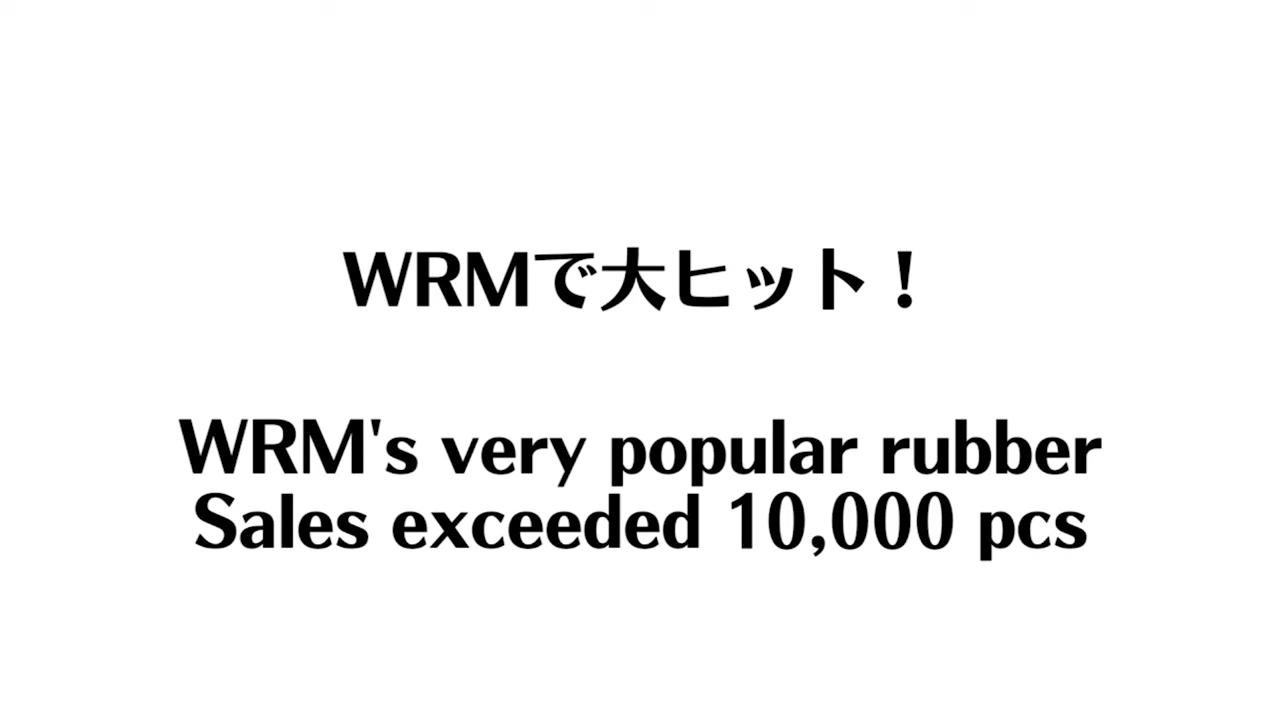 WRMで大ヒット！
WRM's very popular rubber
Sales exceeded 10,000 pcs